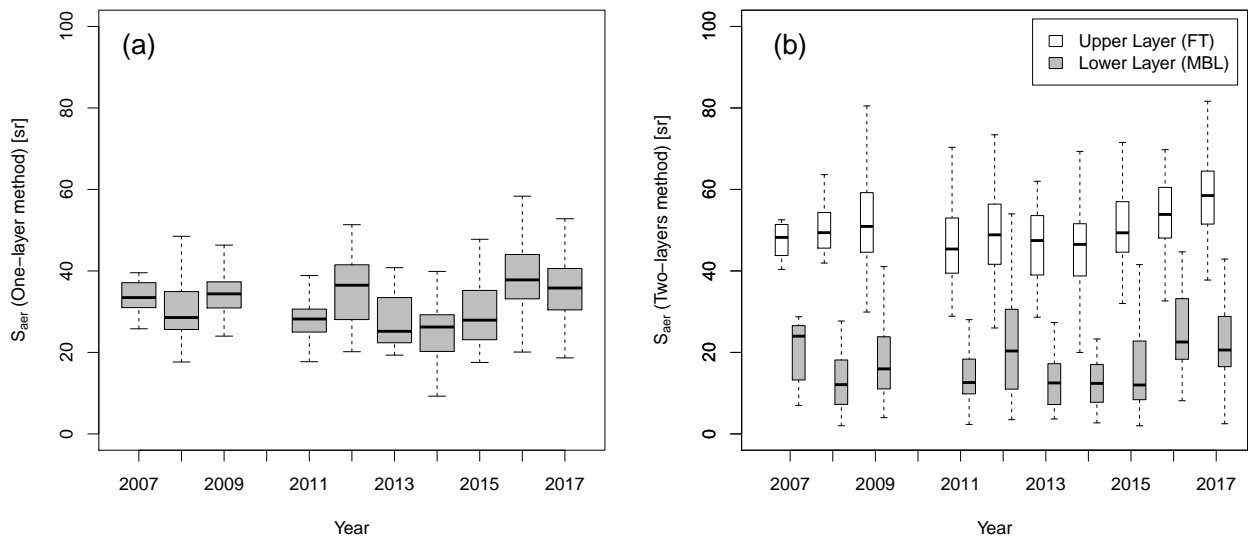 (a)
S_aer (One−layer method) [sr]
100
80
60
40
20
0
2007 2009 2011 2013 2015 2017
Year
(b)
Upper Layer (FT)
Lower Layer (MBL)
S_aer (Two−layers method) [sr]
100
80
60
40
20
0
2007 2009 2011 2013 2015 2017
Year